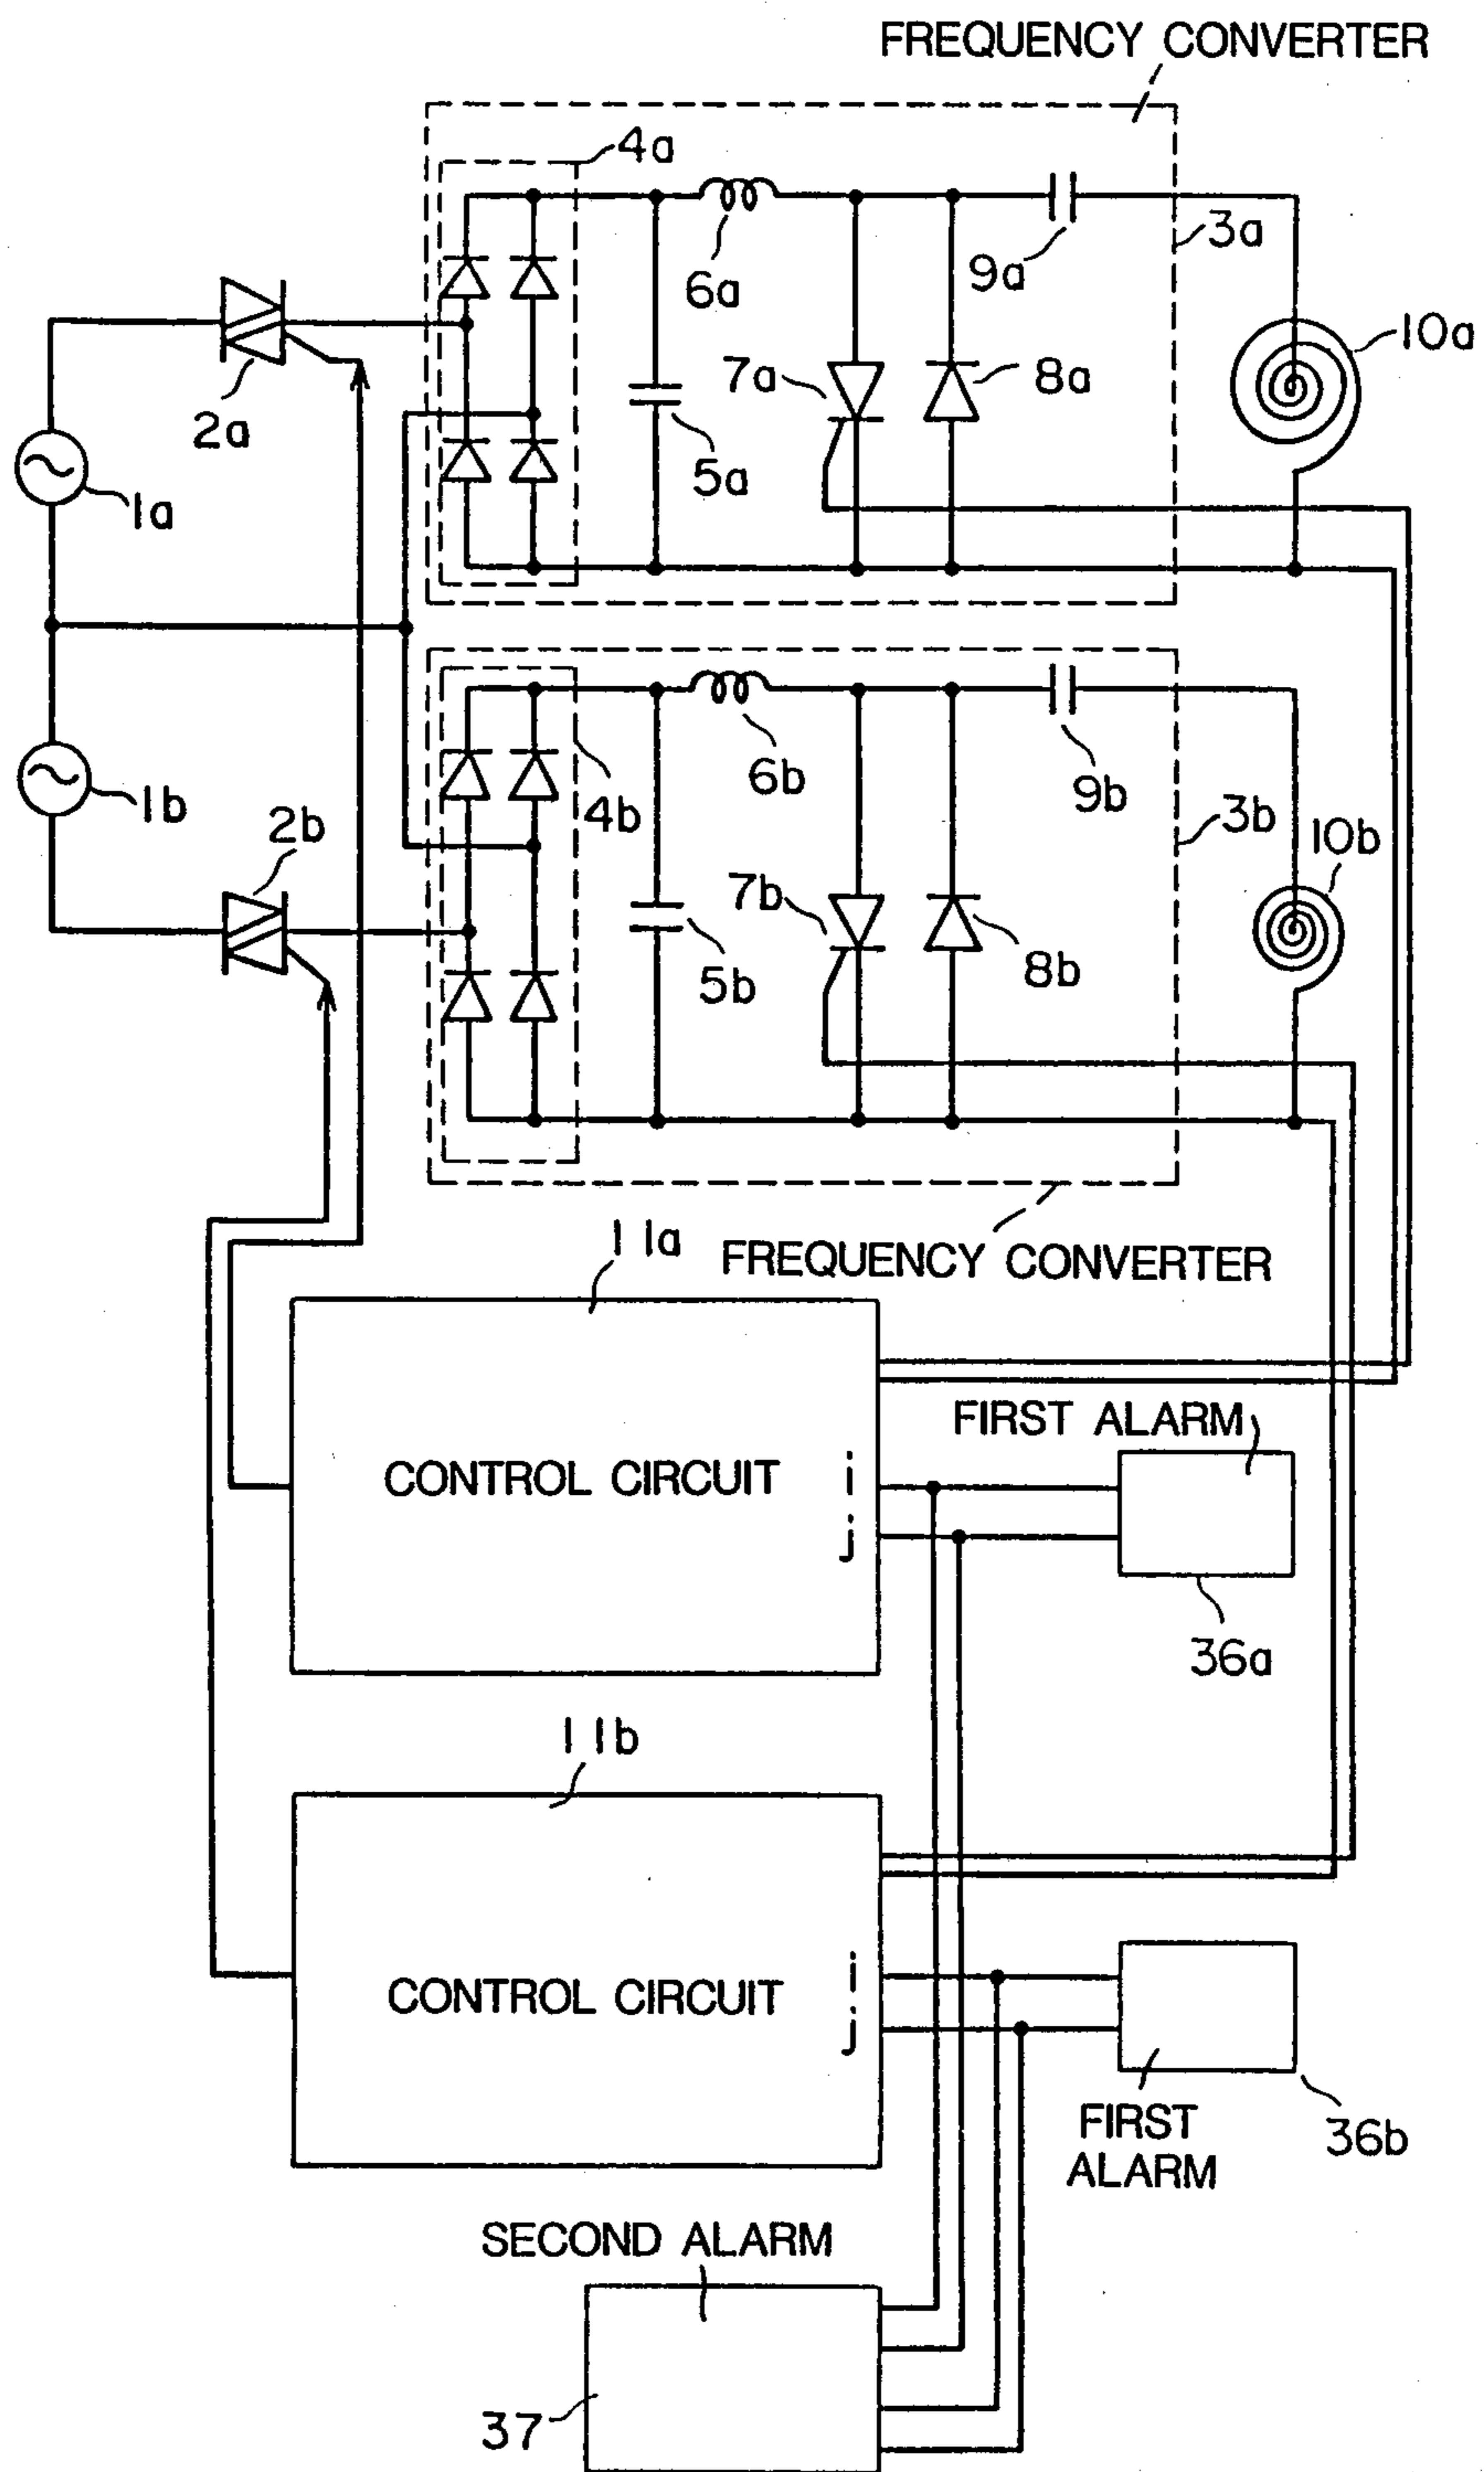 FREQUENCY CONVERTER
4a
3a
9a
6a
10a
7a
8a
2a
5a
1a
6b
9b
1b
2b
4b
3b
10b
7b
5b
8b
11a
FREQUENCY CONVERTER
FIRST ALARM
CONTROL CIRCUIT
i
j
36a
11b
CONTROL CIRCUIT
i
j
FIRST
ALARM
36b
SECOND ALARM
37